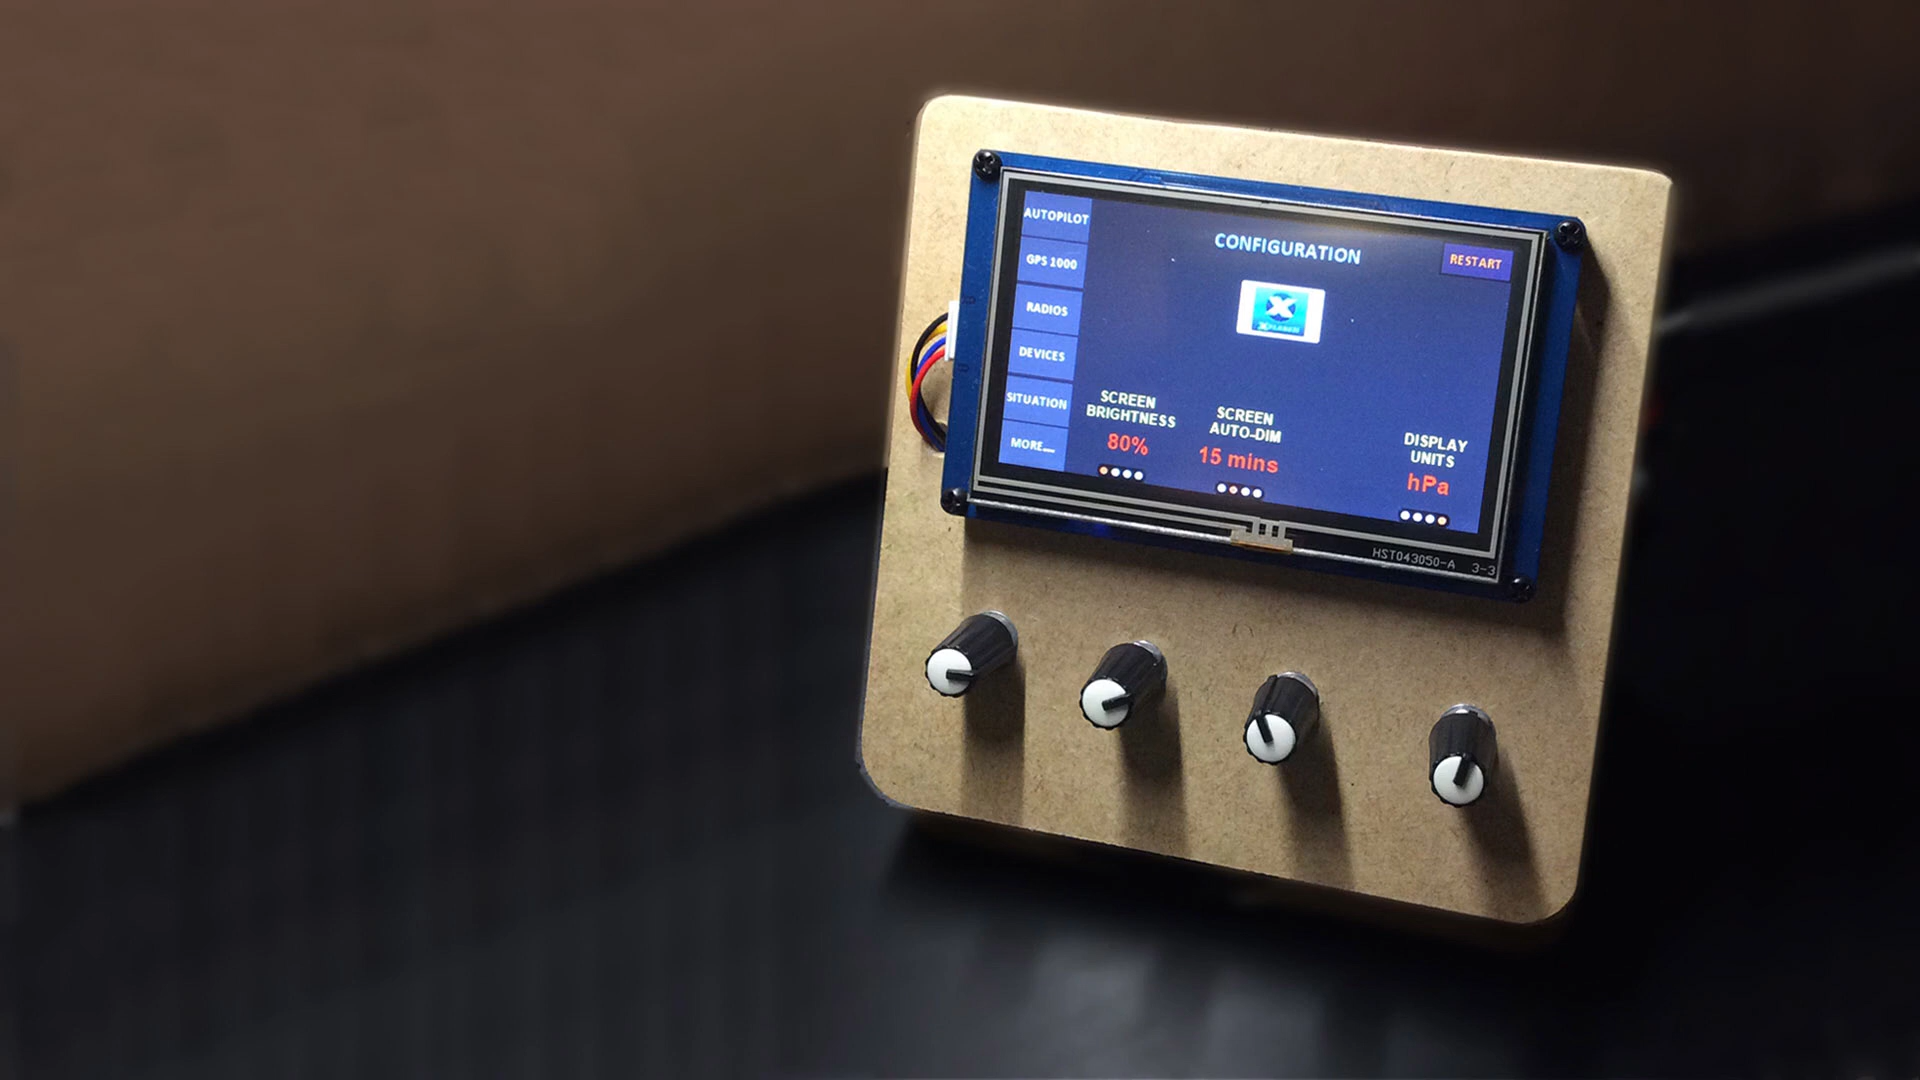 AUTOPILOT
GPS 1000
RADIOS
DEVICES
SITUATION
MORE....
CONFIGURATION
RESTART
SCREEN
BRIGHTNESS
80%
SCREEN
AUTO-DIM
15 mins
DISPLAY
UNITS
hPa
HST043050-A 3-3